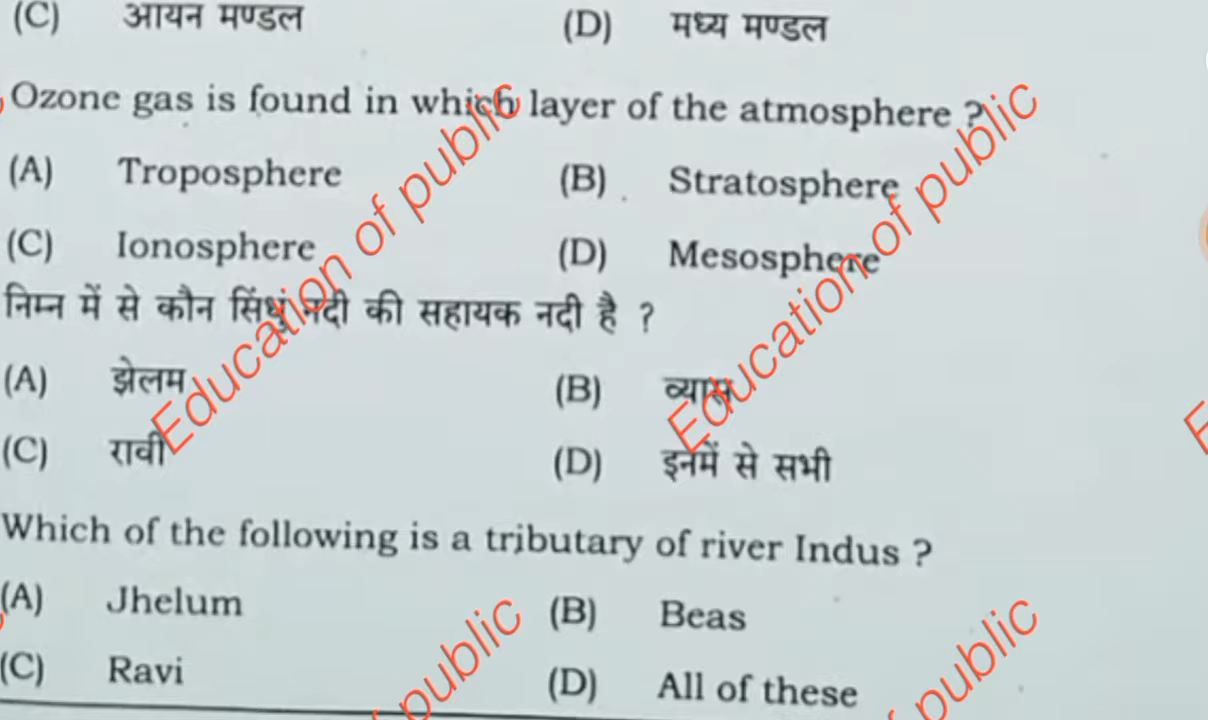 (C) आयन मण्डल (D) मध्य मण्डल
Ozone gas is found in which layer of the atmosphere ?
(A) Troposphere (B) Stratosphere
(C) Ionosphere (D) Mesosphere
निम्न में से कौन सिंधुं नदी की सहायक नदी है ?
(A) झेलम (B) व्यास
(C) रावी (D) इनमें से सभी
Which of the following is a tributary of river Indus ?
(A) Jhelum (B) Beas
(C) Ravi (D) All of these
Education of public
Education of public
public
public